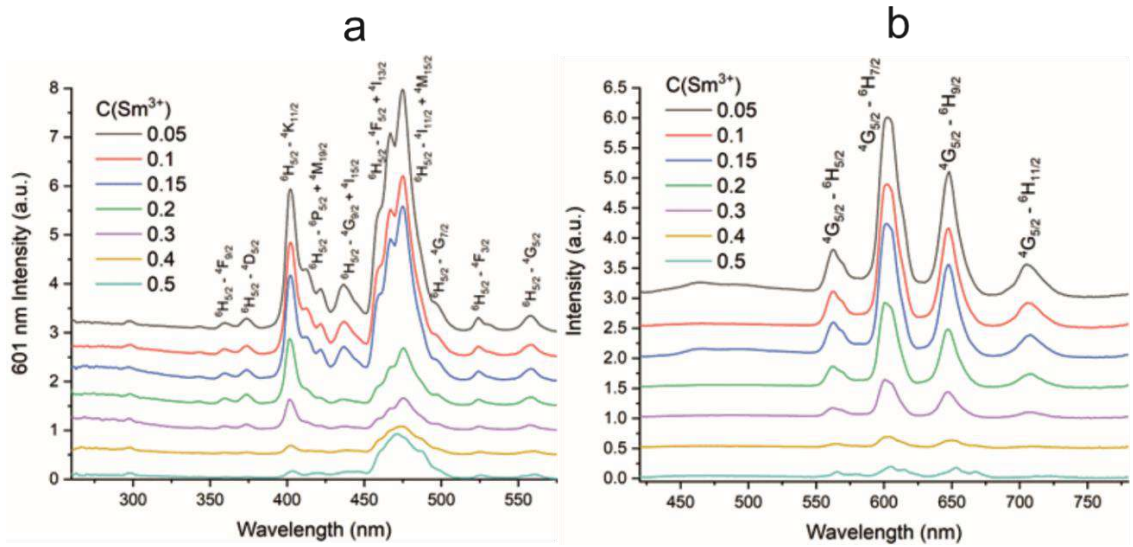 a
b
8
7
6
5
4
3
2
1
0
601 nm Intensity (a.u.)
C(Sm³⁺)
0.05
0.1
0.15
0.2
0.3
0.4
0.5
⁶H₅/₂ - ⁴F₉/₂
⁶H₅/₂ - ⁴D₅/₂
⁶H₅/₂ - ⁴K₁₁/₂
⁶H₅/₂ - ⁶P₅/₂ + ⁴M₁₉/₂
⁶H₅/₂ - ⁴G₉/₂ + ⁴I₁₅/₂
⁶H₅/₂ - ⁴F₅/₂ + ⁴I₁₃/₂
⁶H₅/₂ - ⁴I₁₁/₂ + ⁴M₁₅/₂
⁶H₅/₂ - ⁴G₇/₂
⁶H₅/₂ - ⁴F₃/₂
⁶H₅/₂ - ⁴G₅/₂
300 350 400 450 500 550
Wavelength (nm)
6.5
6.0
5.5
5.0
4.5
4.0
3.5
3.0
2.5
2.0
1.5
1.0
0.5
0.0
Intensity (a.u.)
C(Sm³⁺)
0.05
0.1
0.15
0.2
0.3
0.4
0.5
⁴G₅/₂ - ⁶H₅/₂
⁴G₅/₂ - ⁶H₇/₂
⁴G₅/₂ - ⁶H₉/₂
⁴G₅/₂ - ⁶H₁₁/₂
450 500 550 600 650 700 750
Wavelength (nm)